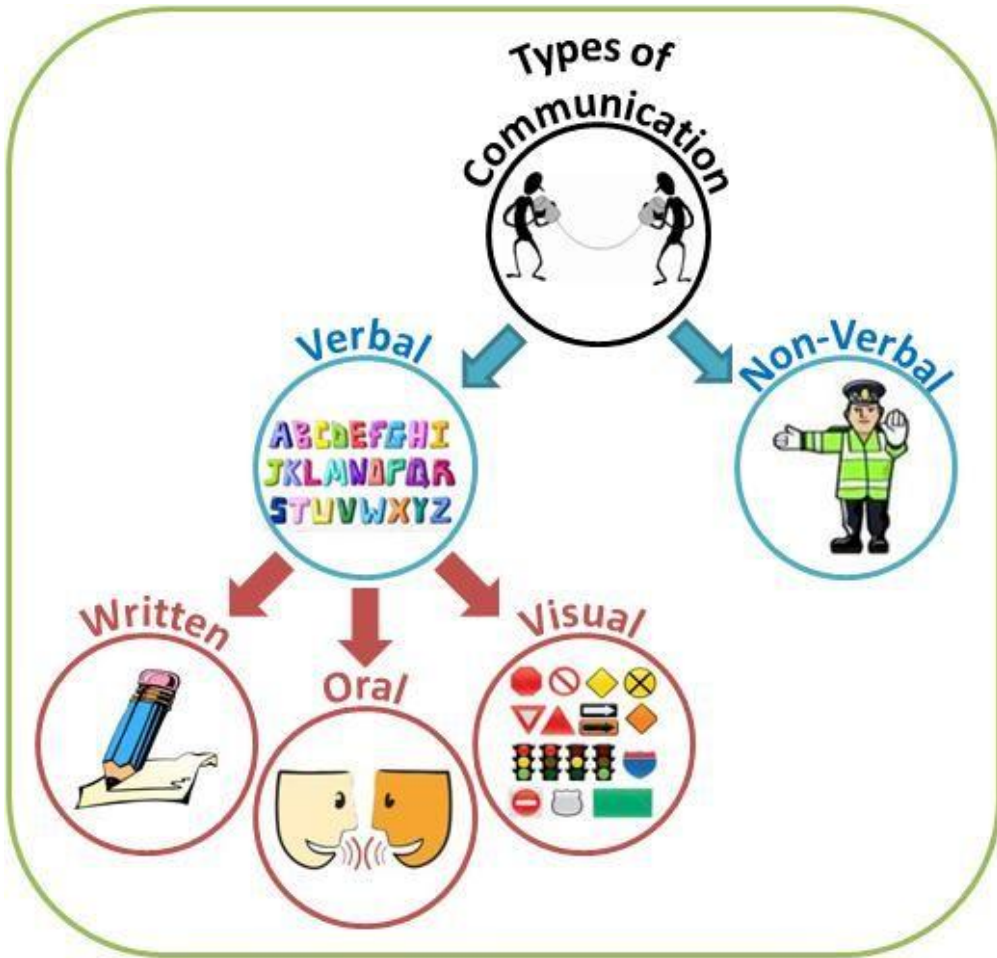 Types of
Communication
Verbal
Non-Verbal
ABCDEFGHI
JKLMNOPQR
STUVWXYZ
Written
Oral
Visual